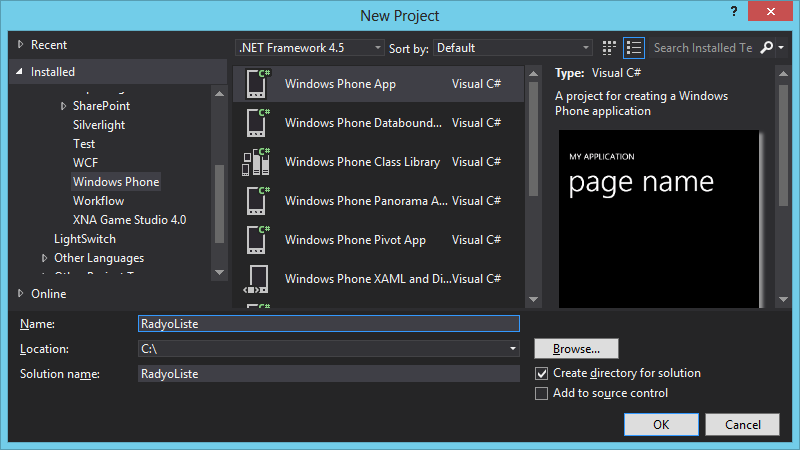 New Project
?
Recent
Installed
SharePoint
Silverlight
Test
WCF
Windows Phone
Workflow
XNA Game Studio 4.0
LightSwitch
Other Languages
Online
.NET Framework 4.5
Sort by: Default
Search Installed Te
C# Windows Phone App Visual C#
C# Windows Phone Databound... Visual C#
C# Windows Phone Class Library Visual C#
C# Windows Phone Panorama A... Visual C#
C# Windows Phone Pivot App Visual C#
Windows Phone XAML and Di... Visual C#
Type: Visual C#
A project for creating a Windows
Phone application
MY APPLICATION
page name
Name: RadyoListe
Location: C:\
Browse...
Solution name: RadyoListe
Create directory for solution
Add to source control
OK
Cancel